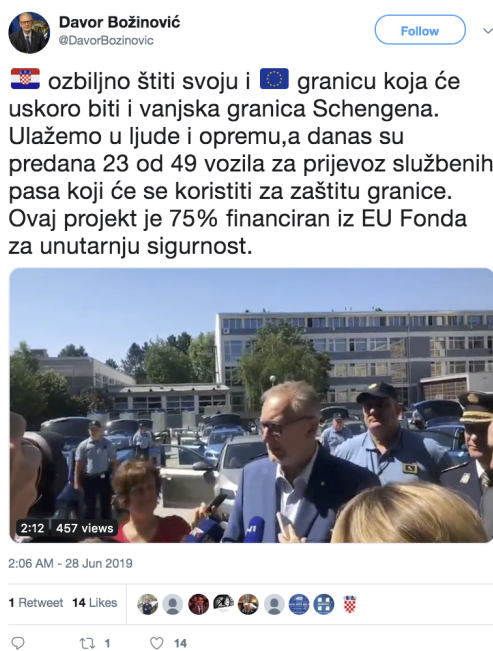 Davor Božinović
@DavorBozinovic
Follow
🇭🇷 ozbiljno štiti svoju i 🇪🇺 granicu koja će
uskoro biti i vanjska granica Schengena.
Ulažemo u ljude i opremu,a danas su
predana 23 od 49 vozila za prijevoz službenih
pasa koji će se koristiti za zaštitu granice.
Ovaj projekt je 75% financiran iz EU Fonda
za unutarnju sigurnost.
2:12 457 views
2:06 AM - 28 Jun 2019
1 Retweet 14 Likes
1 14